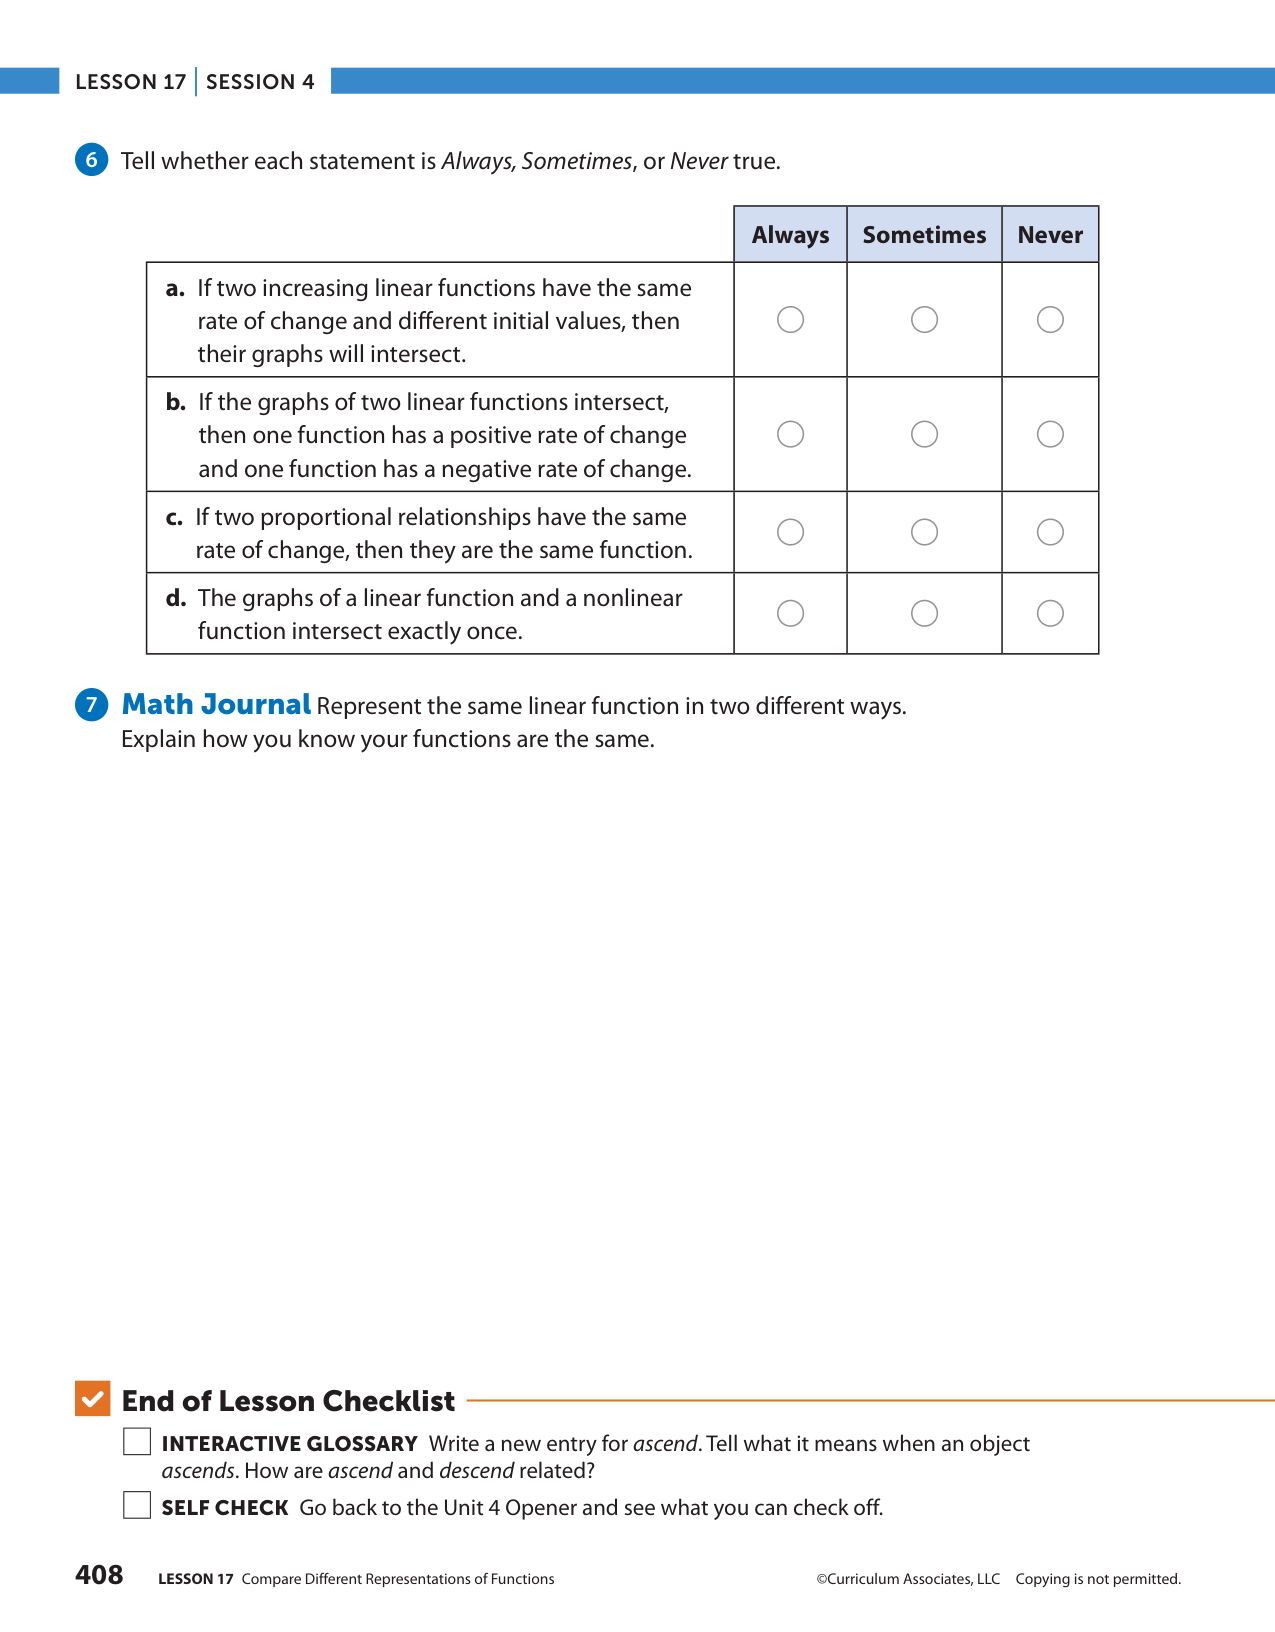 LESSON 17 | SESSION 4
6 Tell whether each statement is Always, Sometimes, or Never true.
Always Sometimes Never
a. If two increasing linear functions have the same
rate of change and different initial values, then
their graphs will intersect.
b. If the graphs of two linear functions intersect,
then one function has a positive rate of change
and one function has a negative rate of change.
c. If two proportional relationships have the same
rate of change, then they are the same function.
d. The graphs of a linear function and a nonlinear
function intersect exactly once.
7 Math Journal Represent the same linear function in two different ways.
Explain how you know your functions are the same.
End of Lesson Checklist
INTERACTIVE GLOSSARY Write a new entry for ascend. Tell what it means when an object
ascends. How are ascend and descend related?
SELF CHECK Go back to the Unit 4 Opener and see what you can check off.
408 LESSON 17 Compare Different Representations of Functions ©Curriculum Associates, LLC Copying is not permitted.